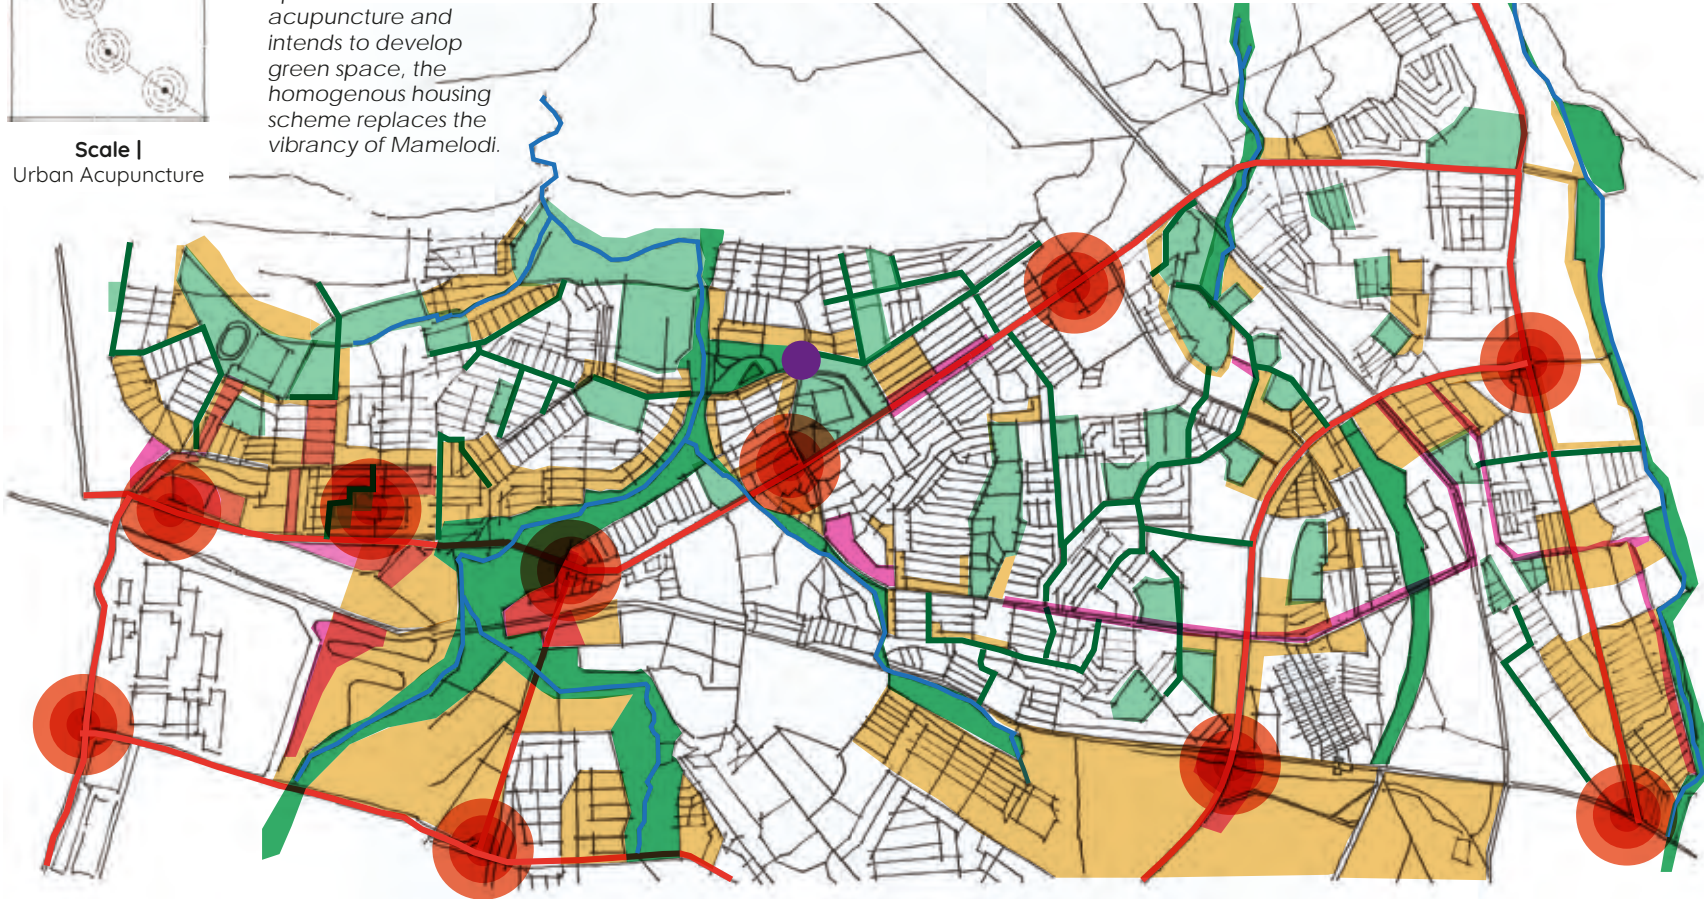 acupuncture and
intends to develop
green space, the
homogenous housing
scheme replaces the
vibrancy of Mamelodi.
Scale |
Urban Acupuncture